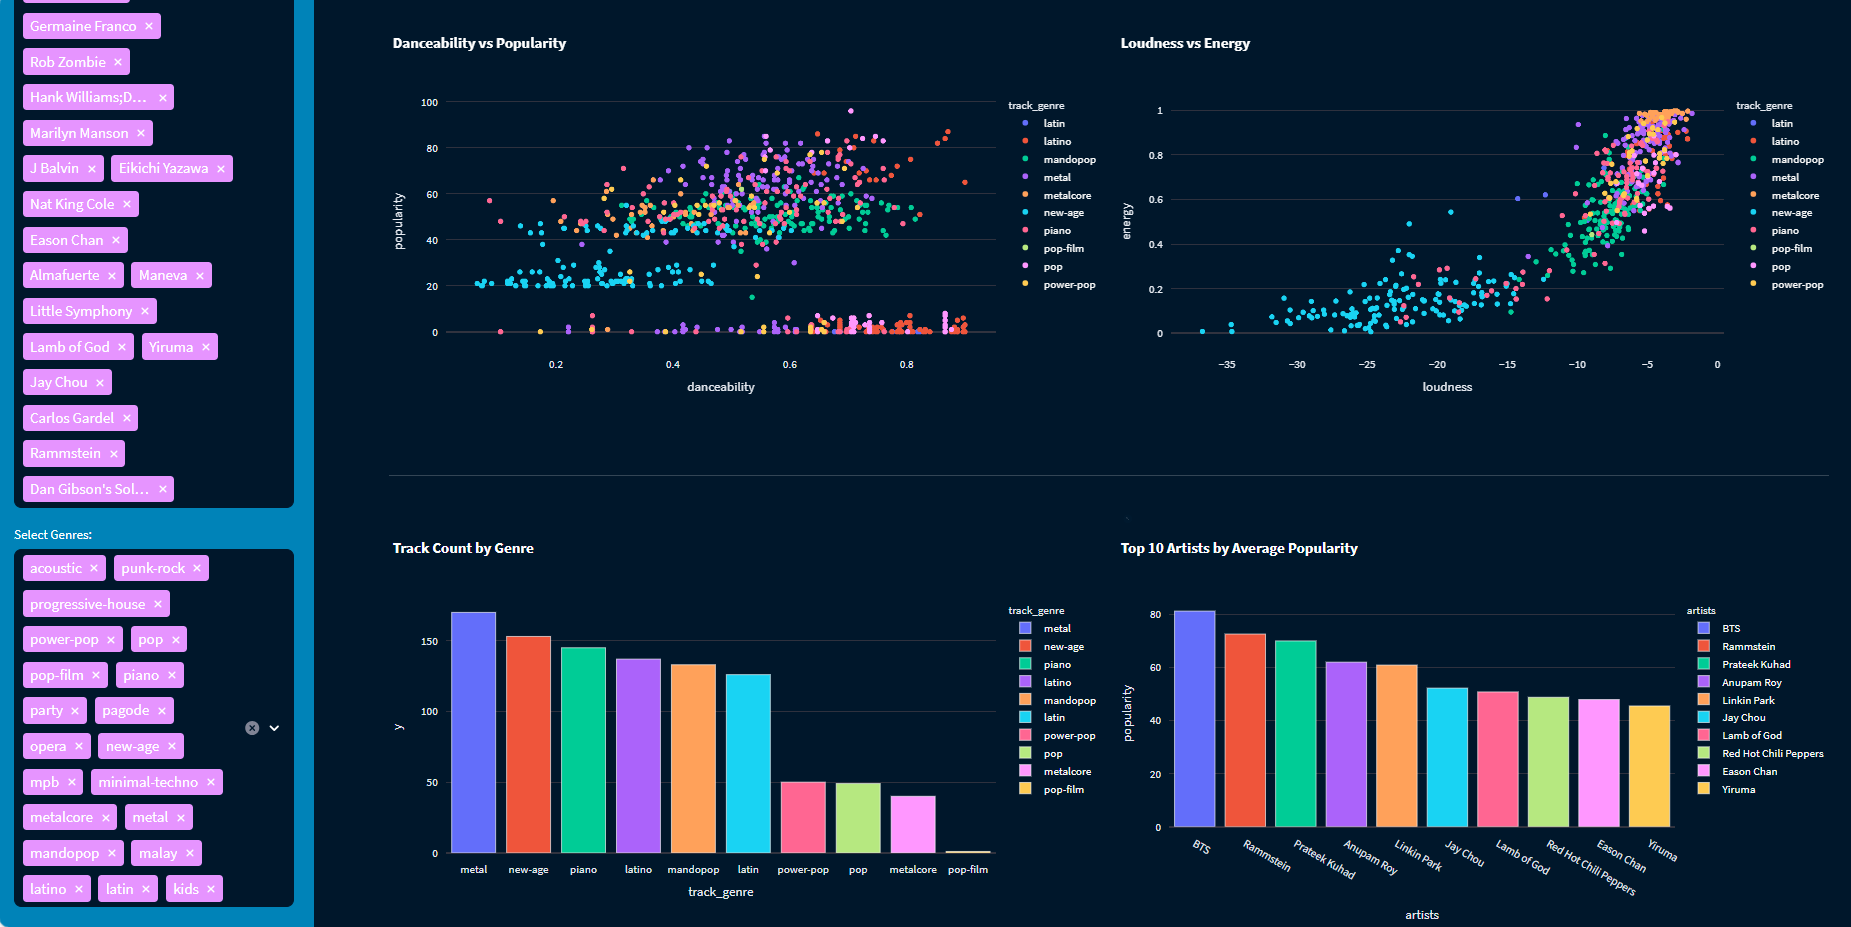 Germaine Franco ×
Rob Zombie ×
Hank Williams;D... ×
Marilyn Manson ×
J Balvin × Eikichi Yazawa ×
Nat King Cole ×
Eason Chan ×
Almafuerte × Maneva ×
Little Symphony ×
Lamb of God × Yiruma ×
Jay Chou ×
Carlos Gardel ×
Rammstein ×
Dan Gibson's Sol... ×
Select Genres:
acoustic × punk-rock ×
progressive-house ×
power-pop × pop ×
pop-film × piano ×
party × pagode ×
opera × new-age ×
mpb × minimal-techno ×
metalcore × metal ×
mandopop × malay ×
latino × latin × kids ×
Danceability vs Popularity
popularity
100
80
60
40
20
0
0.2 0.4 0.6 0.8
danceability
track_genre
latin
latino
mandopop
metal
metalcore
new-age
piano
pop-film
pop
power-pop
Loudness vs Energy
energy
1
0.8
0.6
0.4
0.2
0
−35 −30 −25 −20 −15 −10 −5 0
loudness
track_genre
latin
latino
mandopop
metal
metalcore
new-age
piano
pop-film
pop
power-pop
Track Count by Genre
y
150
100
50
0
metal new-age piano latino mandopop latin power-pop pop metalcore pop-film
track_genre
track_genre
metal
new-age
piano
latino
mandopop
latin
power-pop
pop
metalcore
pop-film
Top 10 Artists by Average Popularity
popularity
80
60
40
20
0
BTS Rammstein Prateek Kuhad Anupam Roy Linkin Park Jay Chou Lamb of God Red Hot Chili Peppers Eason Chan Yiruma
artists
artists
BTS
Rammstein
Prateek Kuhad
Anupam Roy
Linkin Park
Jay Chou
Lamb of God
Red Hot Chili Peppers
Eason Chan
Yiruma